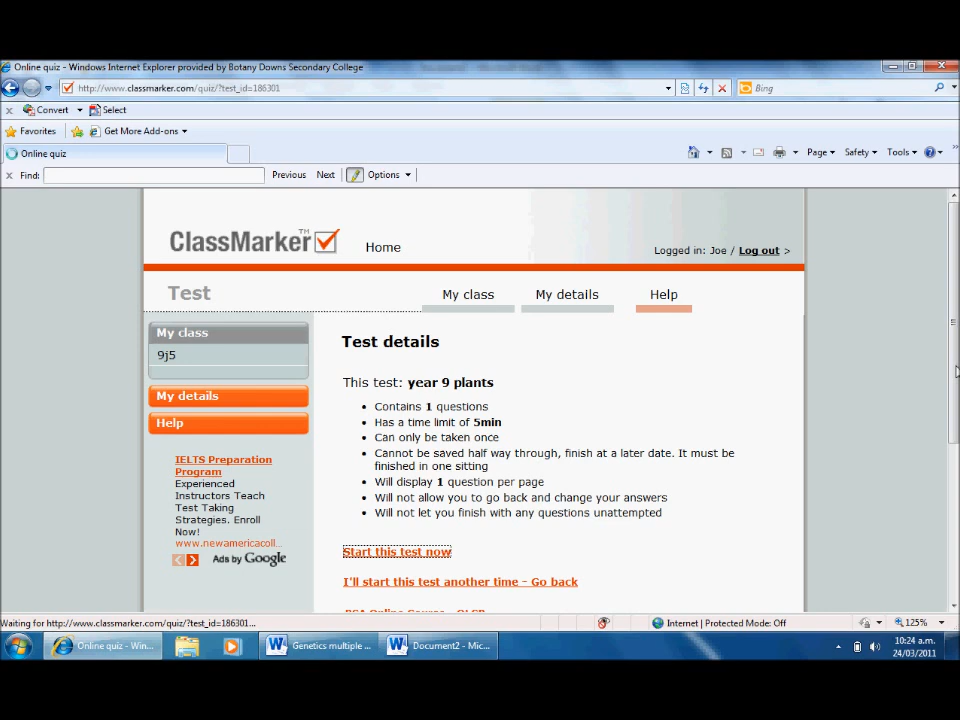 Online quiz - Windows Internet Explorer provided by Botany Downs Secondary College
http://www.classmarker.com/quiz/?test_id=186301
Bing
x Convert Select
Favorites Get More Add-ons
Online quiz
Page Safety Tools
x Find: Previous Next Options
ClassMarker™ Home
Logged in: Joe / Log out >
Test My class My details Help
My class
9j5
My details
Help
IELTS Preparation
Program
Experienced
Instructors Teach
Test Taking
Strategies. Enroll
Now!
www.newamericacoll...
Ads by Google
Test details
This test: year 9 plants
• Contains 1 questions
• Has a time limit of 5min
• Can only be taken once
• Cannot be saved half way through, finish at a later date. It must be
finished in one sitting
• Will display 1 question per page
• Will not allow you to go back and change your answers
• Will not let you finish with any questions unattempted
Start this test now
I'll start this test another time - Go back
Waiting for http://www.classmarker.com/quiz/?test_id=186301...
Internet | Protected Mode: Off
125%
Online quiz - Win...
Genetics multiple ...
Document2 - Mic...
10:24 a.m.
24/03/2011